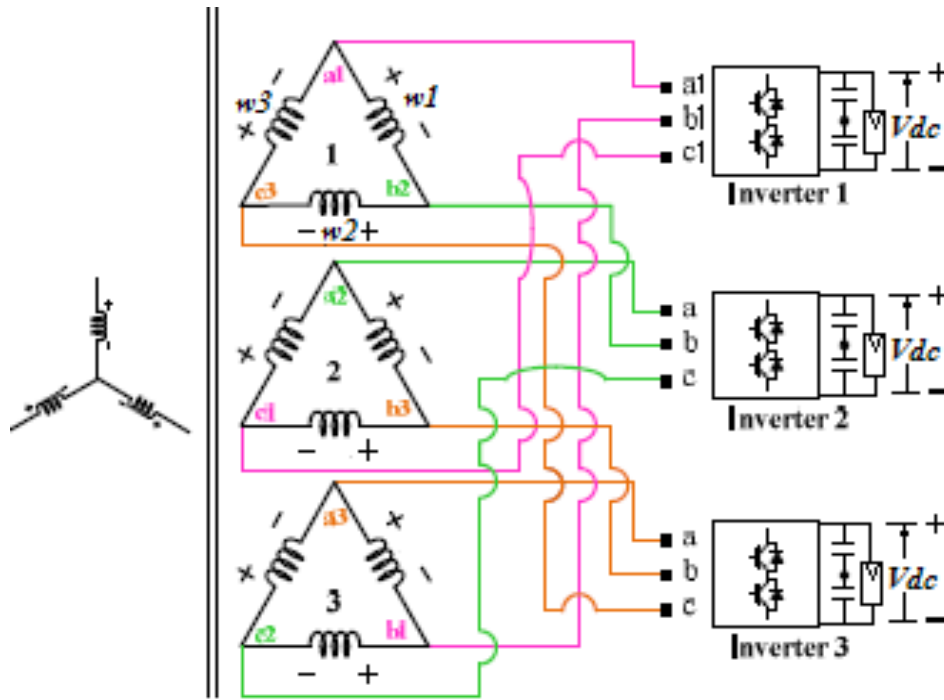 a1
w3
+
−
w1
+
−
1
c3
b2
− w2 +
a1
b1
c1
Inverter 1
Vdc
+
−
a2
−
+
+
−
2
c1
b3
− +
a
b
c
Inverter 2
Vdc
+
−
a3
−
+
+
−
3
c2
b1
− +
a
b
c
Inverter 3
Vdc
+
−